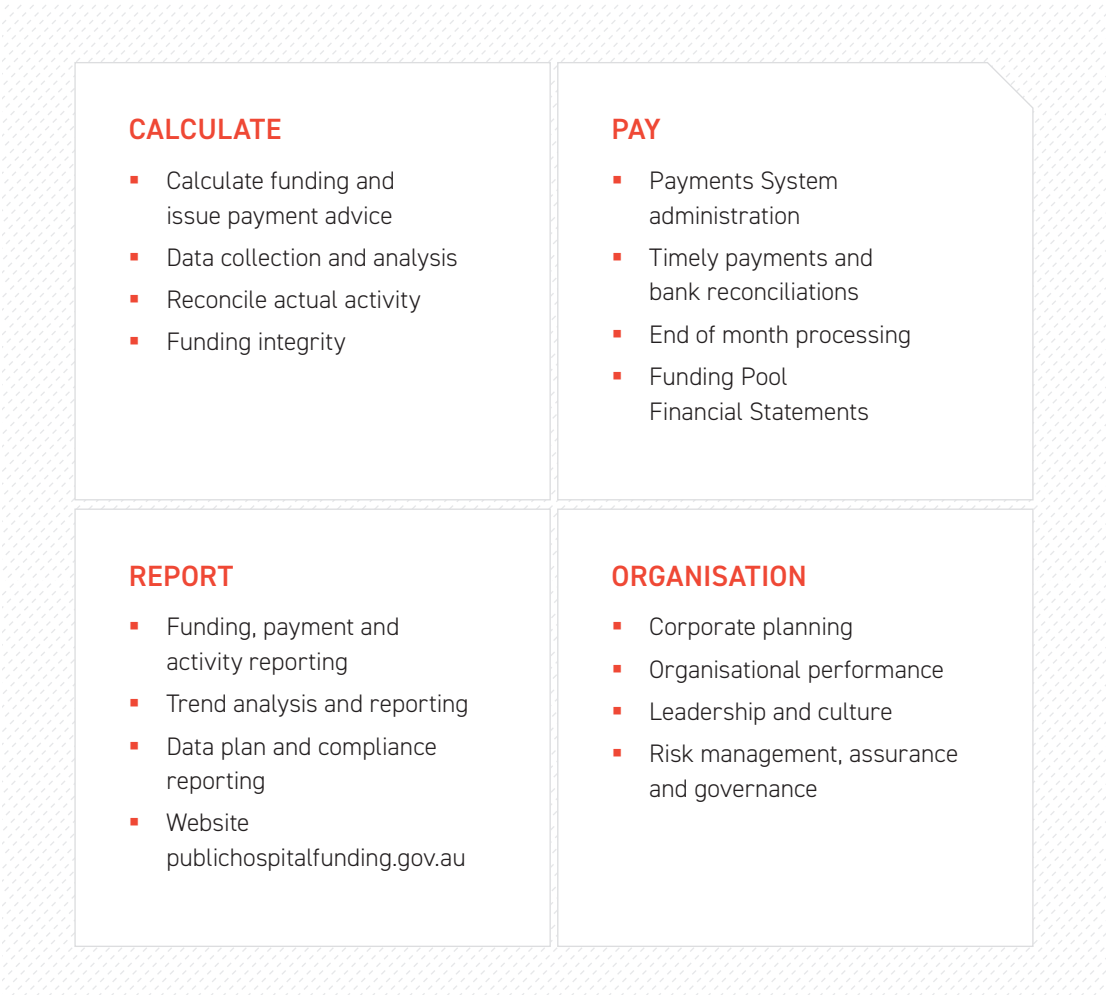 CALCULATE
▪ Calculate funding and
issue payment advice
▪ Data collection and analysis
▪ Reconcile actual activity
▪ Funding integrity
PAY
▪ Payments System
administration
▪ Timely payments and
bank reconciliations
▪ End of month processing
▪ Funding Pool
Financial Statements
REPORT
▪ Funding, payment and
activity reporting
▪ Trend analysis and reporting
▪ Data plan and compliance
reporting
▪ Website
publichospitalfunding.gov.au
ORGANISATION
▪ Corporate planning
▪ Organisational performance
▪ Leadership and culture
▪ Risk management, assurance
and governance